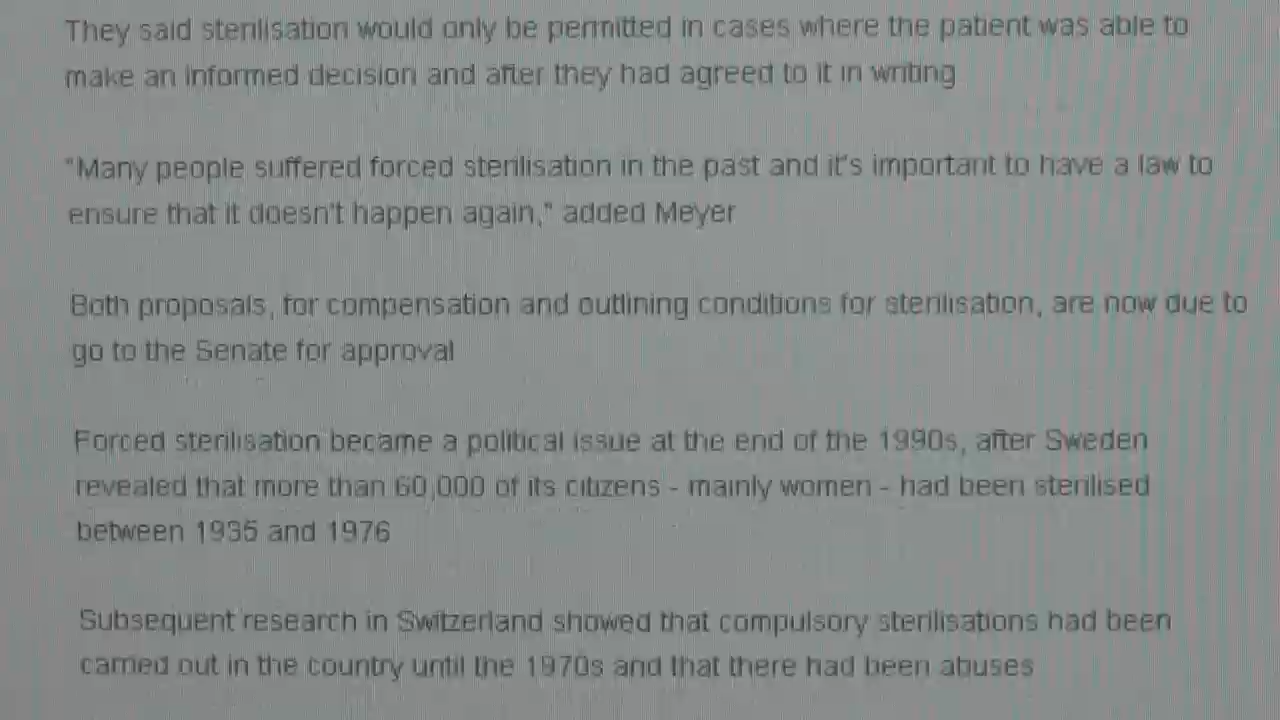 They said sterilisation would only be permitted in cases where the patient was able to
make an informed decision and after they had agreed to it in writing
"Many people suffered forced sterilisation in the past and it's important to have a law to
ensure that it doesn't happen again," added Meyer
Both proposals, for compensation and outlining conditions for sterilisation, are now due to
go to the Senate for approval
Forced sterilisation became a political issue at the end of the 1990s, after Sweden
revealed that more than 60,000 of its citizens - mainly women - had been sterilised
between 1935 and 1976
Subsequent research in Switzerland showed that compulsory sterilisations had been
carried out in the country until the 1970s and that there had been abuses